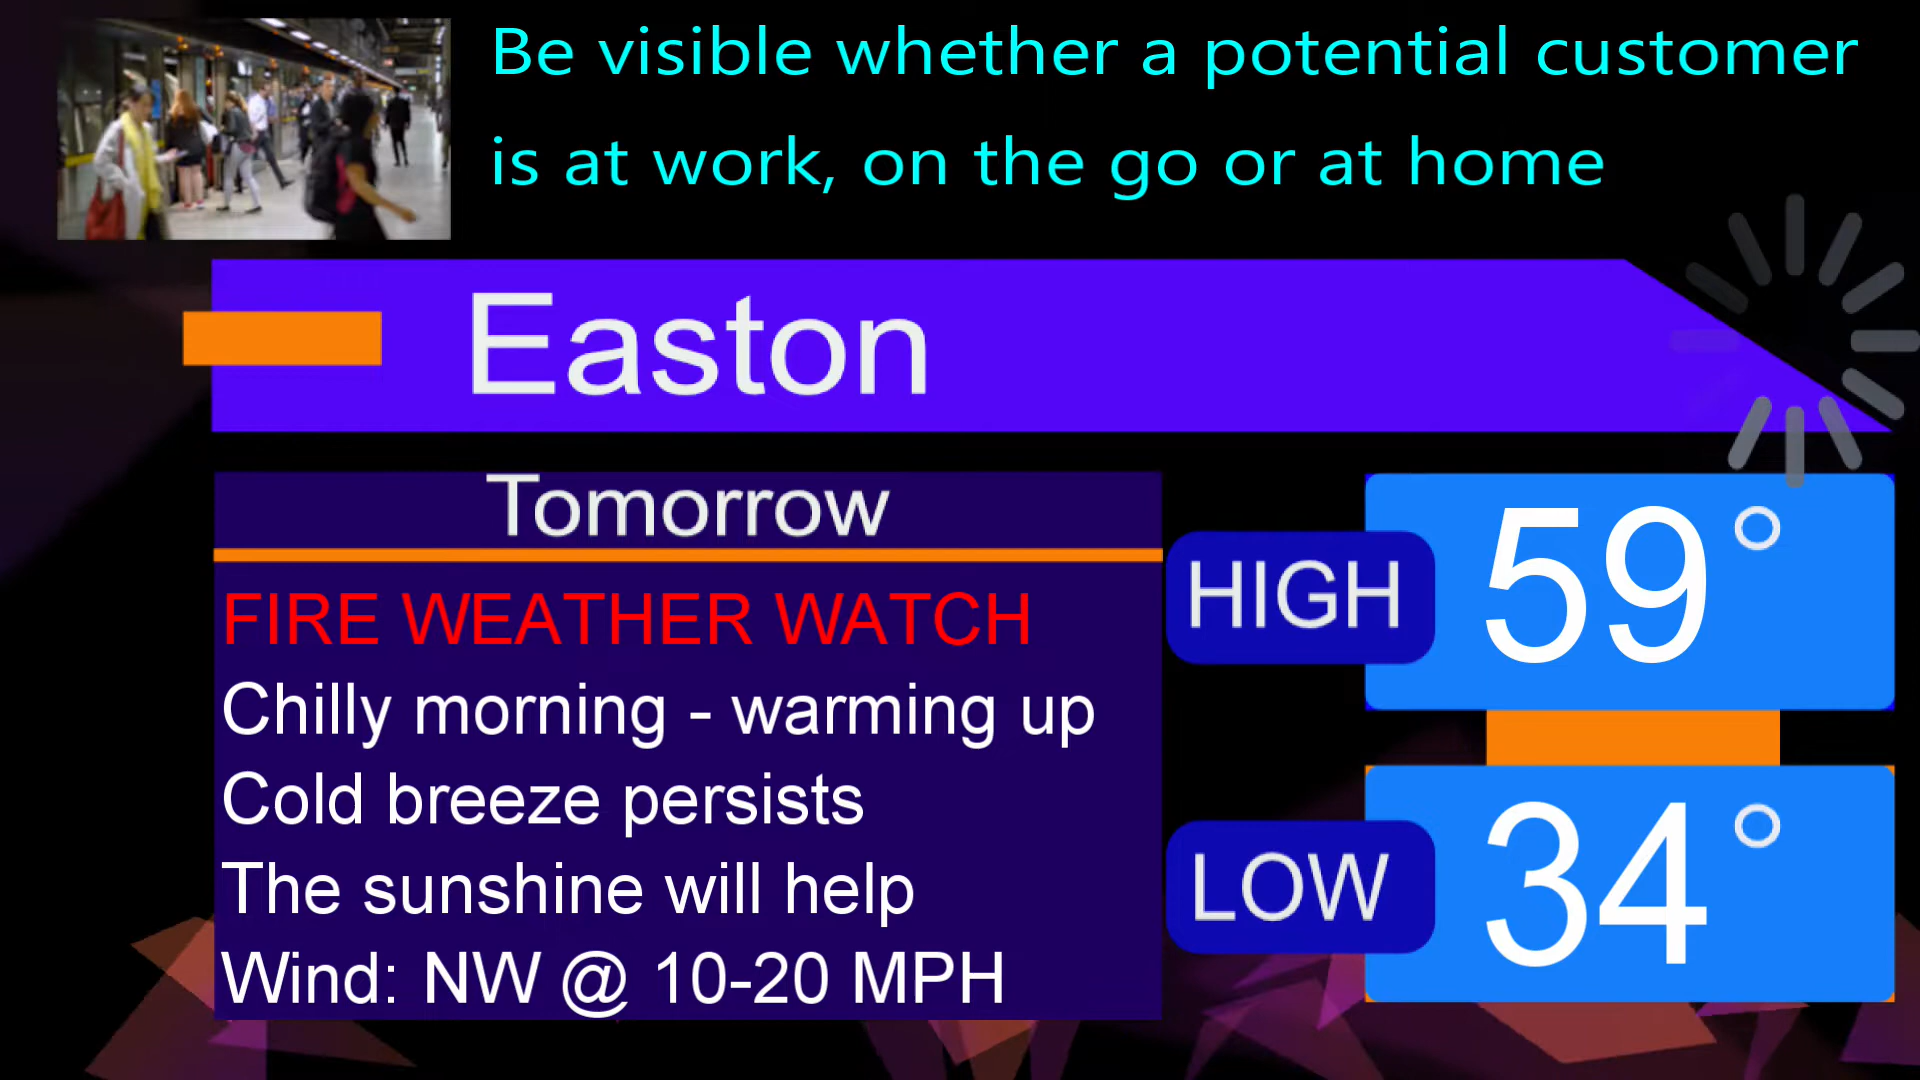 Be visible whether a potential customer
is at work, on the go or at home
Easton
Tomorrow
FIRE WEATHER WATCH
Chilly morning - warming up
Cold breeze persists
The sunshine will help
Wind: NW @ 10-20 MPH
HIGH
59°
LOW
34°